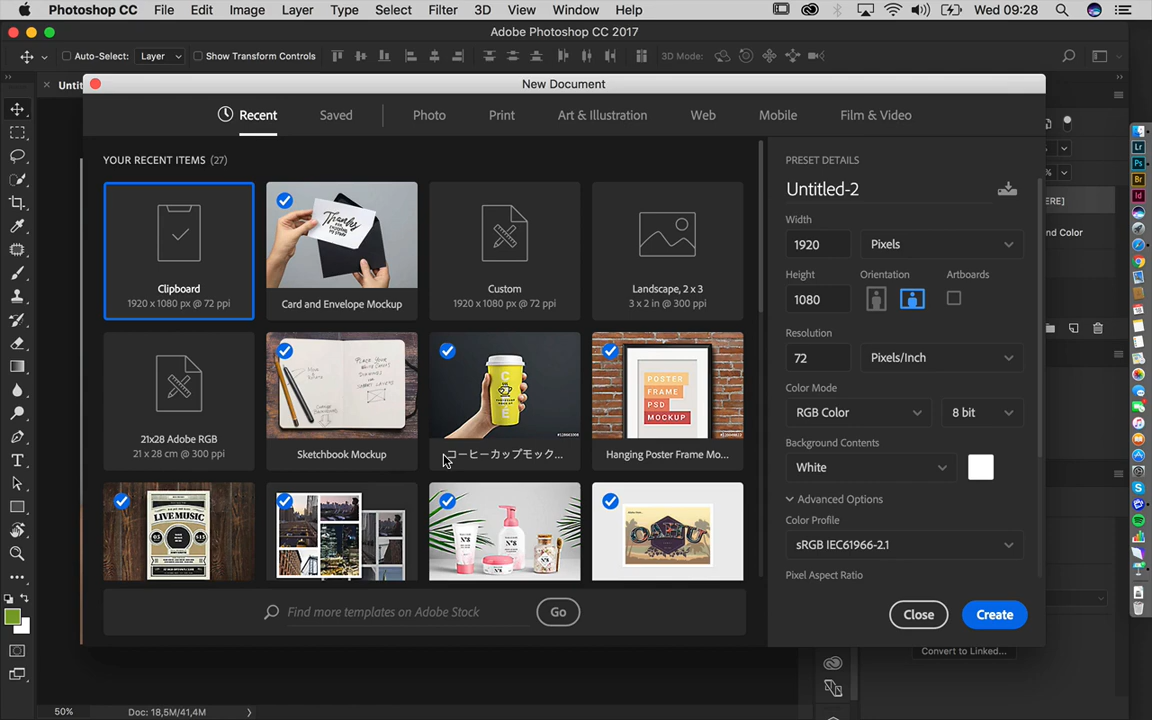 Photoshop CC File Edit Image Layer Type Select Filter 3D View Window Help Wed 09:28
Adobe Photoshop CC 2017
Auto-Select: Layer Show Transform Controls 3D Mode:
Untit
New Document
Recent Saved Photo Print Art & Illustration Web Mobile Film & Video
YOUR RECENT ITEMS (27)
Clipboard
1920 x 1080 px @ 72 ppi
Thanks
Card and Envelope Mockup
Custom
1920 x 1080 px @ 72 ppi
Landscape, 2 x 3
3 x 2 in @ 300 ppi
21x28 Adobe RGB
21 x 28 cm @ 300 ppi
Sketchbook Mockup
コーヒーカップモック...
POSTER
FRAME
PSD
MOCKUP
Hanging Poster Frame Mo...
LIVE MUSIC
OAHU
Find more templates on Adobe Stock
Go
PRESET DETAILS
Untitled-2
Width
1920 Pixels
Height Orientation Artboards
1080
Resolution
72 Pixels/Inch
Color Mode
RGB Color 8 bit
Background Contents
White
Advanced Options
Color Profile
sRGB IEC61966-2.1
Pixel Aspect Ratio
Close Create
ERE]
nd Color
Lr
Ps
Br
Id
Convert to Linked...
50% Doc: 18,5M/41,4M